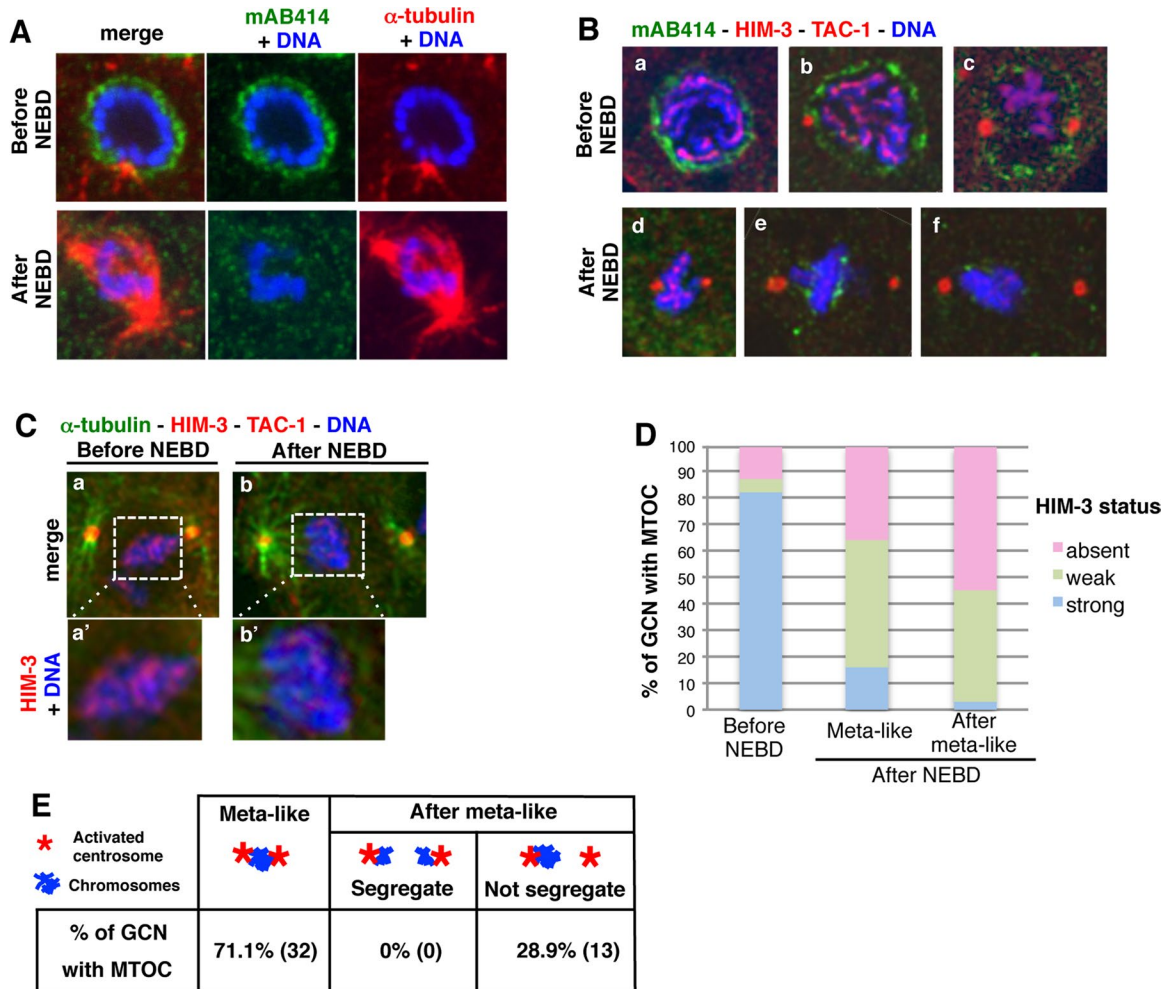 A
merge
mAB414
+ DNA
α-tubulin
+ DNA
Before
NEBD
After
NEBD
B
mAB414 - HIM-3 - TAC-1 - DNA
Before
NEBD
a
b
c
After
NEBD
d
e
f
C
α-tubulin - HIM-3 - TAC-1 - DNA
Before NEBD
After NEBD
merge
a
b
HIM-3
+ DNA
a’
b’
D
% of GCN with MTOC
100
90
80
70
60
50
40
30
20
10
0
Before
NEBD
Meta-like
After
meta-like
After NEBD
HIM-3 status
absent
weak
strong
E
Activated
centrosome
Chromosomes
Meta-like
After meta-like
Segregate
Not segregate
% of GCN
with MTOC
71.1% (32)
0% (0)
28.9% (13)